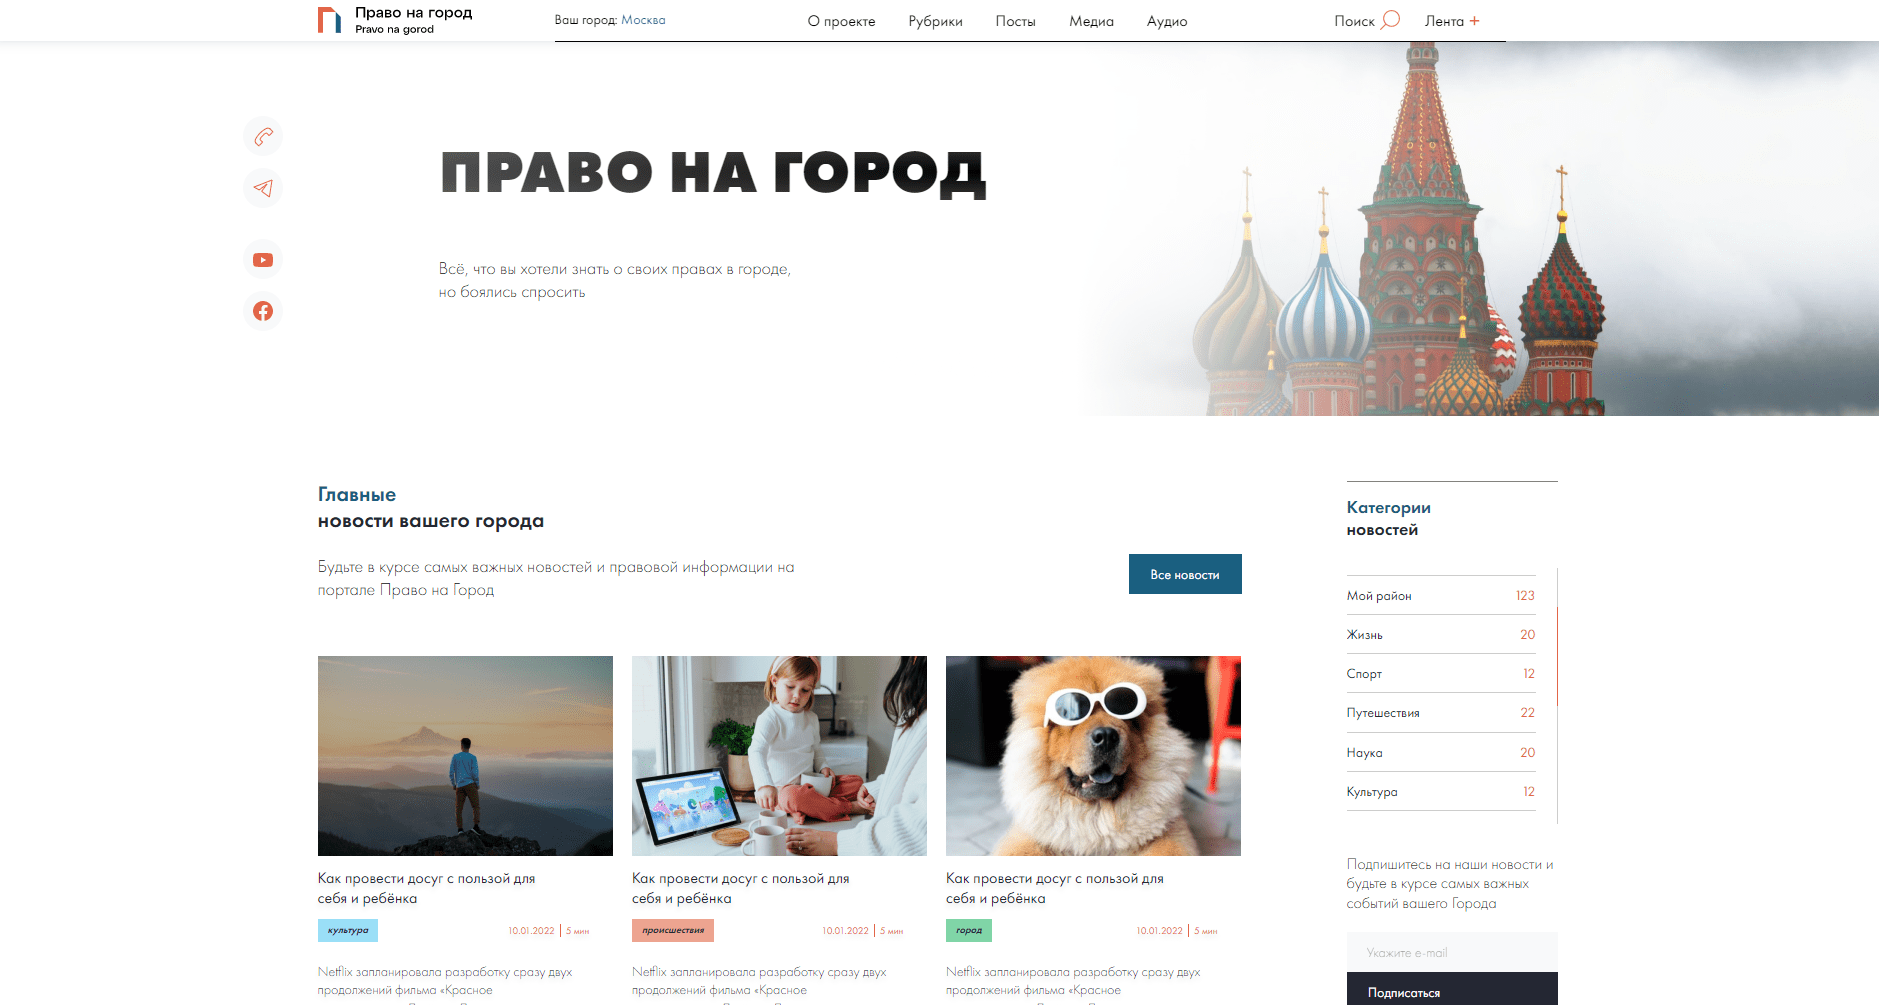 Право на город
Pravo na gorod
Ваш город: Москва
О проекте
Рубрики
Посты
Медиа
Аудио
Поиск
Лента +
ПРАВО НА ГОРОД
Всё, что вы хотели знать о своих правах в городе,
но боялись спросить
Главные
новости вашего города
Будьте в курсе самых важных новостей и правовой информации на
портале Право на Город
Все новости
Как провести досуг с пользой для
себя и ребёнка
культура
10.01.2022 | 5 мин
Netflix запланировала разработку сразу двух
продолжений фильма «Красное
Как провести досуг с пользой для
себя и ребёнка
происшествия
10.01.2022 | 5 мин
Netflix запланировала разработку сразу двух
продолжений фильма «Красное
Как провести досуг с пользой для
себя и ребёнка
город
10.01.2022 | 5 мин
Netflix запланировала разработку сразу двух
продолжений фильма «Красное
Категории
новостей
Мой район 123
Жизнь 20
Спорт 12
Путешествия 22
Наука 20
Культура 12
Подпишитесь на наши новости и
будьте в курсе самых важных
событий вашего Города
Укажите e-mail
Подписаться